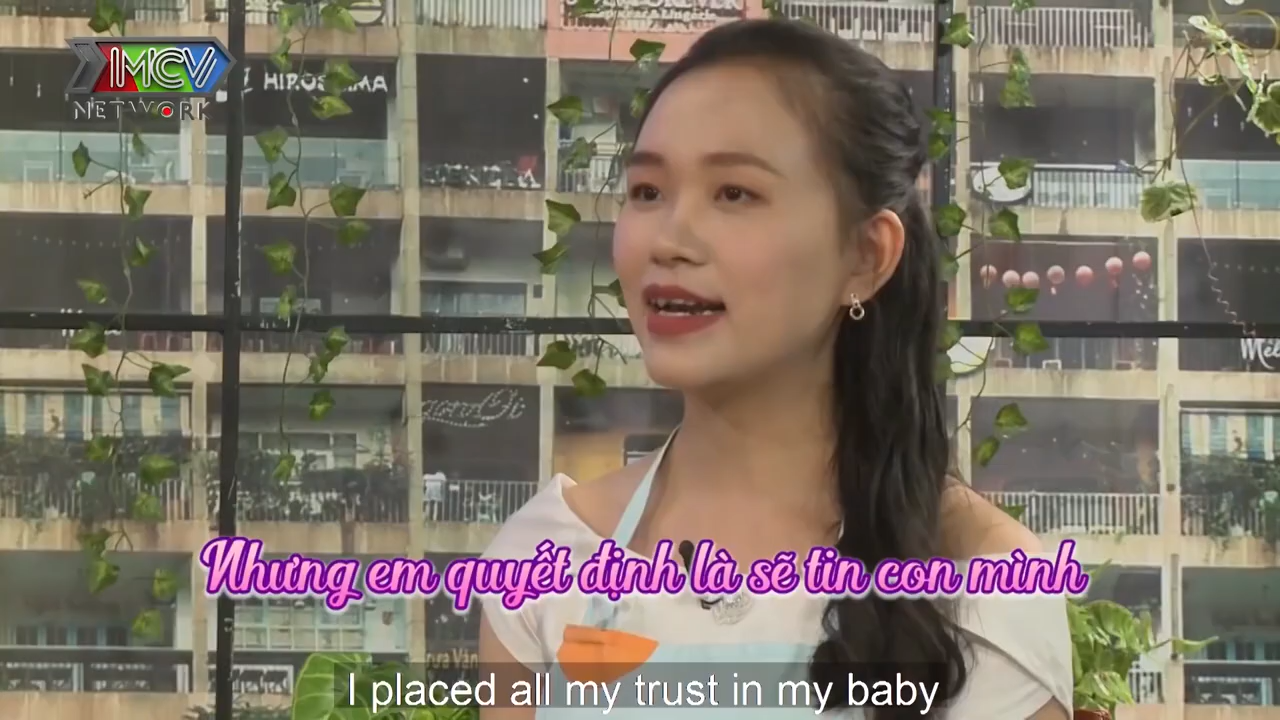 MCV
NETWORK
HIROSHIMA
Nhưng em quyết định là sẽ tin con mình
I placed all my trust in my baby